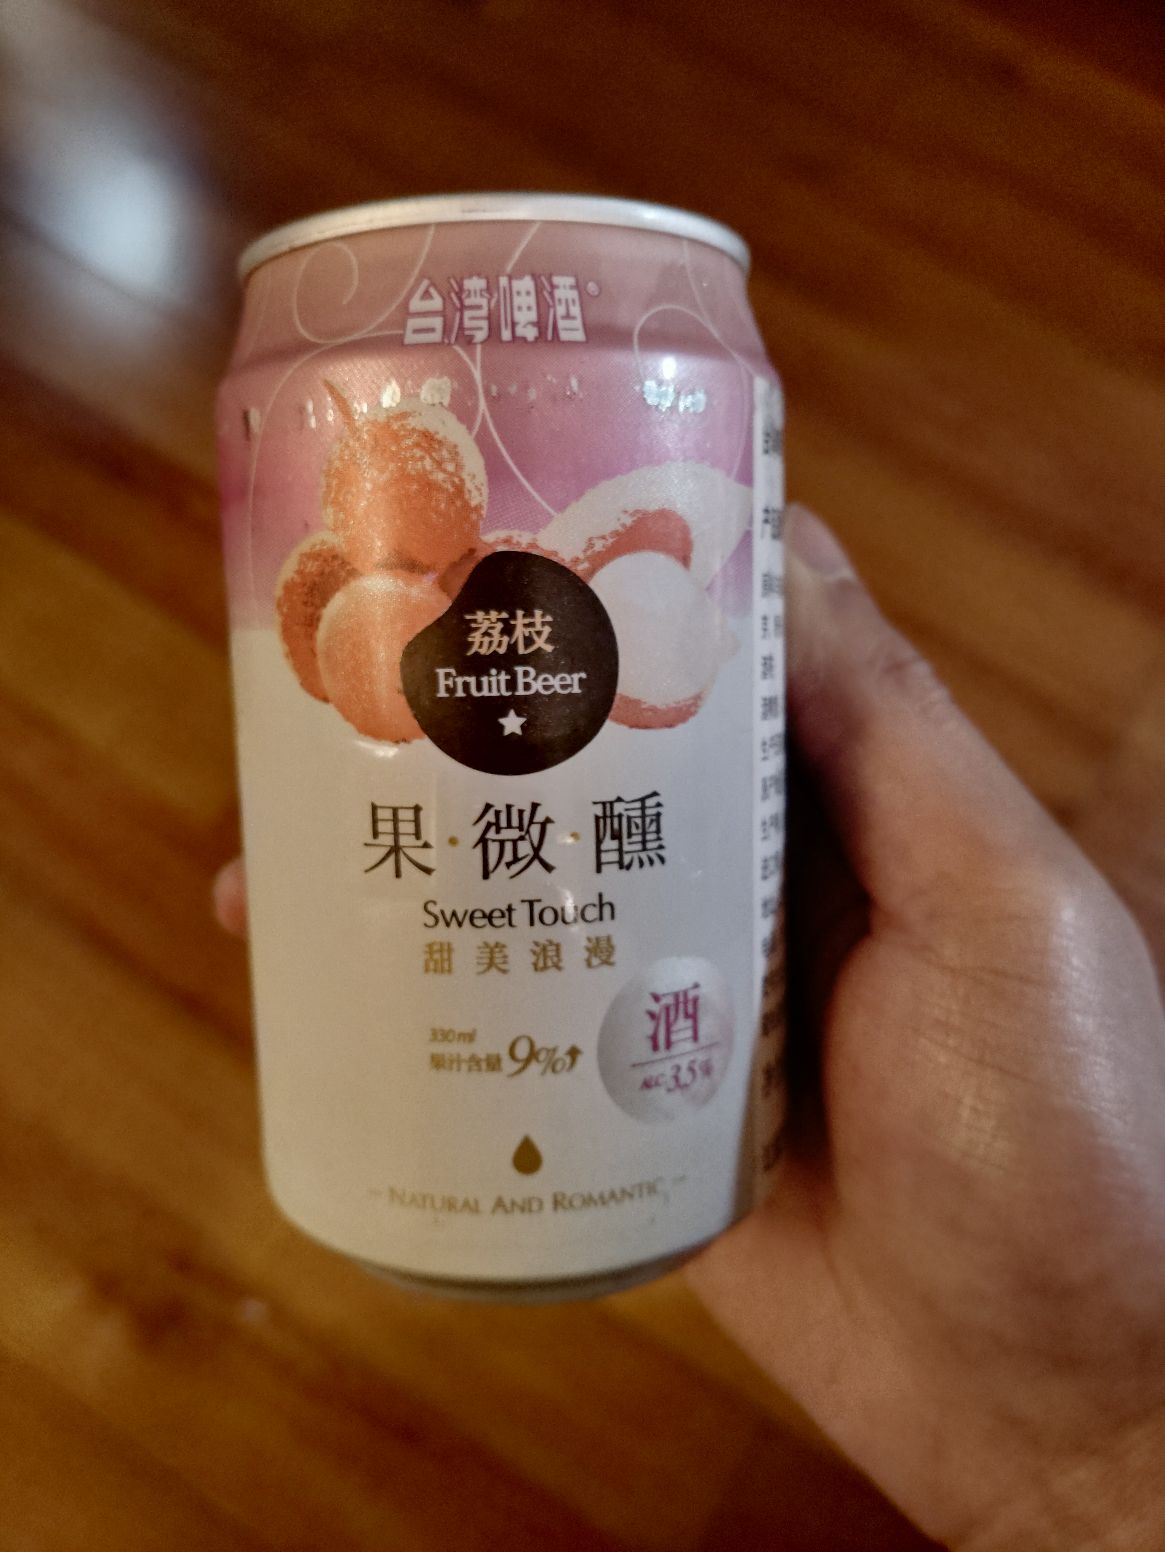 台湾啤酒®
荔枝
Fruit Beer
果·微·醺
Sweet Touch
甜美浪漫
330ml
果汁含量 9%↑
酒
ALC. 3.5%
NATURAL AND ROMANTIC